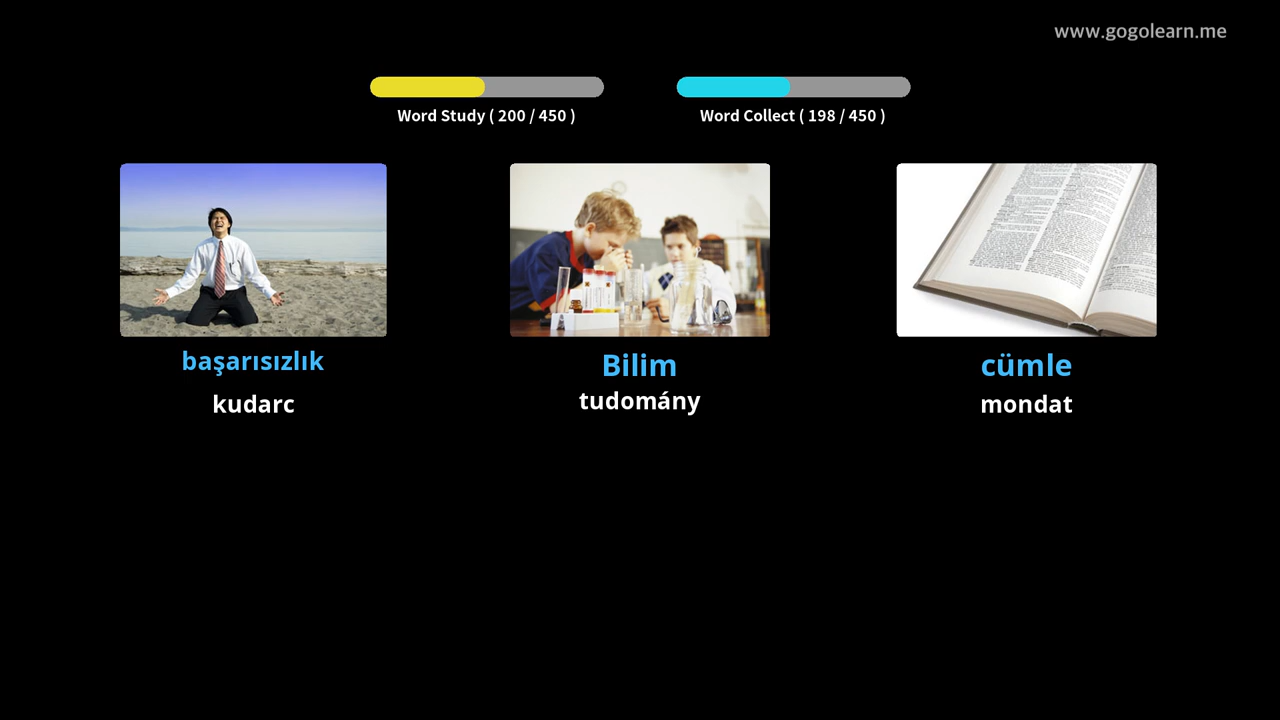 www.gogolearn.me
Word Study ( 200 / 450 )
Word Collect ( 198 / 450 )
başarısızlık
kudarc
Bilim
tudomány
cümle
mondat